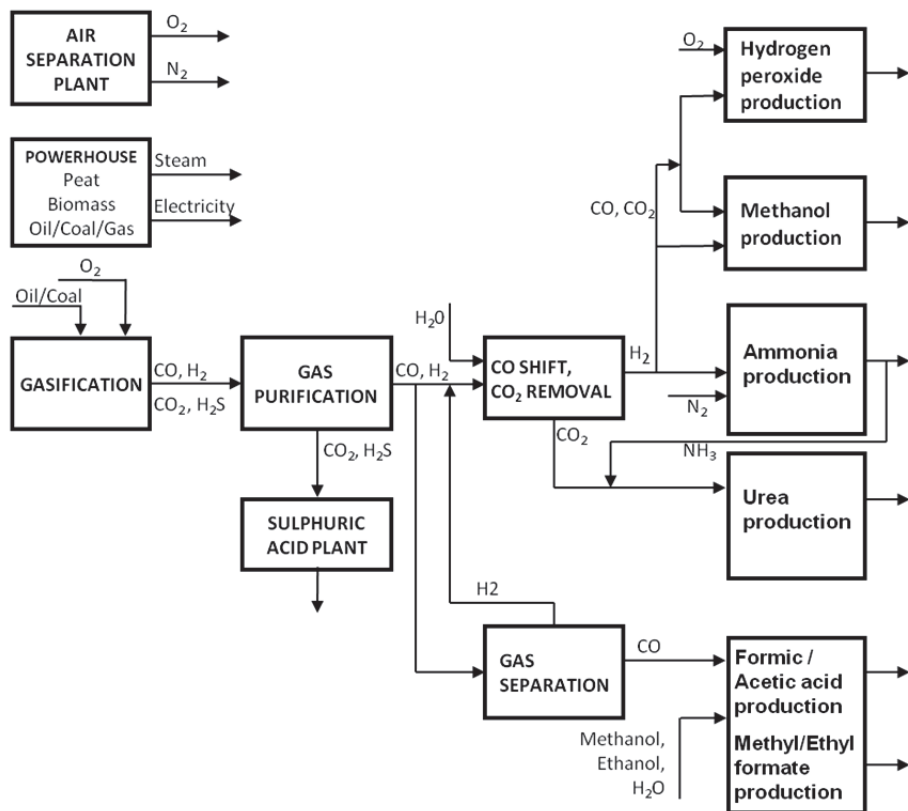 AIR
SEPARATION
PLANT
O₂
N₂
POWERHOUSE
Peat
Biomass
Oil/Coal/Gas
Steam
Electricity
O₂
Oil/Coal
GASIFICATION
CO, H₂
CO₂, H₂S
GAS
PURIFICATION
CO, H₂
CO₂, H₂S
SULPHURIC
ACID PLANT
H₂0
CO SHIFT,
CO₂ REMOVAL
H₂
CO₂
CO, CO₂
H2
GAS
SEPARATION
CO
O₂
Hydrogen
peroxide
production
Methanol
production
Ammonia
production
N₂
NH₃
Urea
production
Formic /
Acetic acid
production
Methyl/Ethyl
formate
production
Methanol,
Ethanol,
H₂O